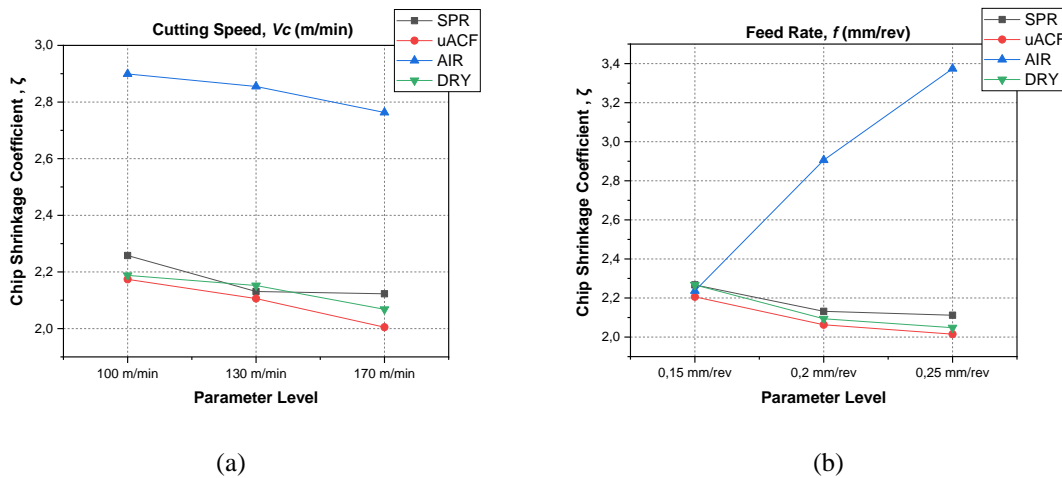 Cutting Speed, Vc (m/min)
SPR
uACF
AIR
DRY
3,0
2,8
2,6
2,4
2,2
2,0
Chip Shrinkage Coefficient , ζ
100 m/min
130 m/min
170 m/min
Parameter Level
(a)
Feed Rate, f (mm/rev)
SPR
uACF
AIR
DRY
3,4
3,2
3,0
2,8
2,6
2,4
2,2
2,0
Chip Shrinkage Coefficient , ζ
0,15 mm/rev
0,2 mm/rev
0,25 mm/rev
Parameter Level
(b)